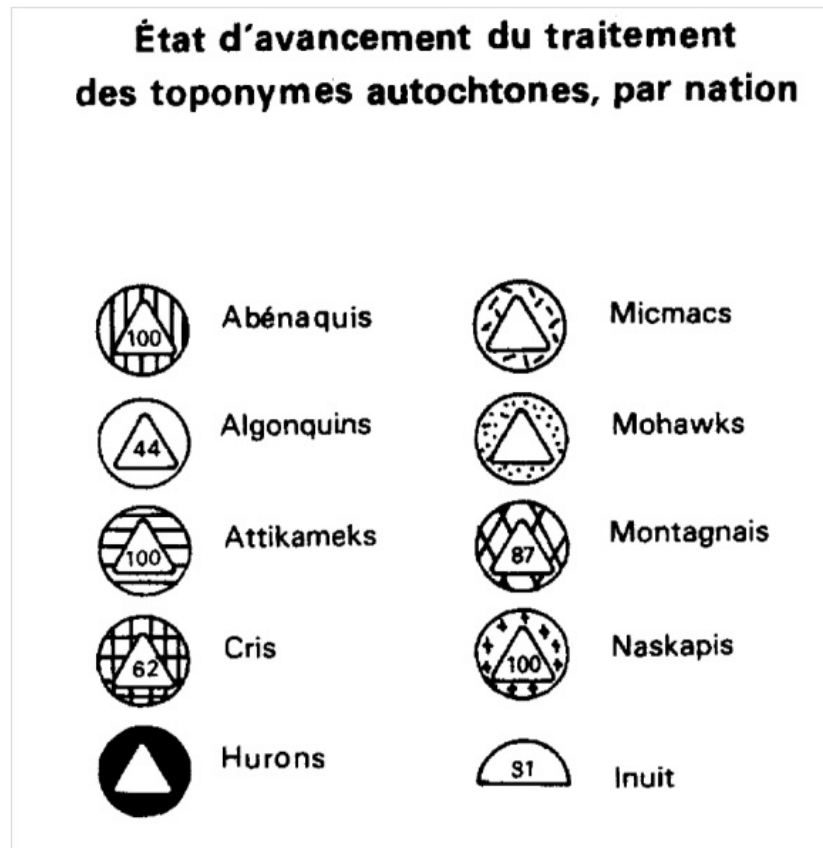 État d'avancement du traitement
des toponymes autochtones, par nation
100 Abénaquis
44 Algonquins
100 Attikameks
62 Cris
Hurons
Micmacs
Mohawks
87 Montagnais
100 Naskapis
Inuit